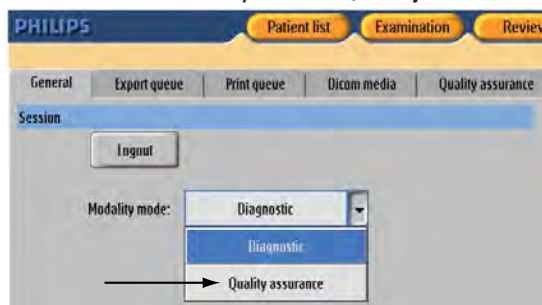 PHILIPS Patient list Examination Review
General Export queue Print queue Dicom media Quality assurance
Session
Logout
Modality mode: Diagnostic
Diagnostic
Quality assurance